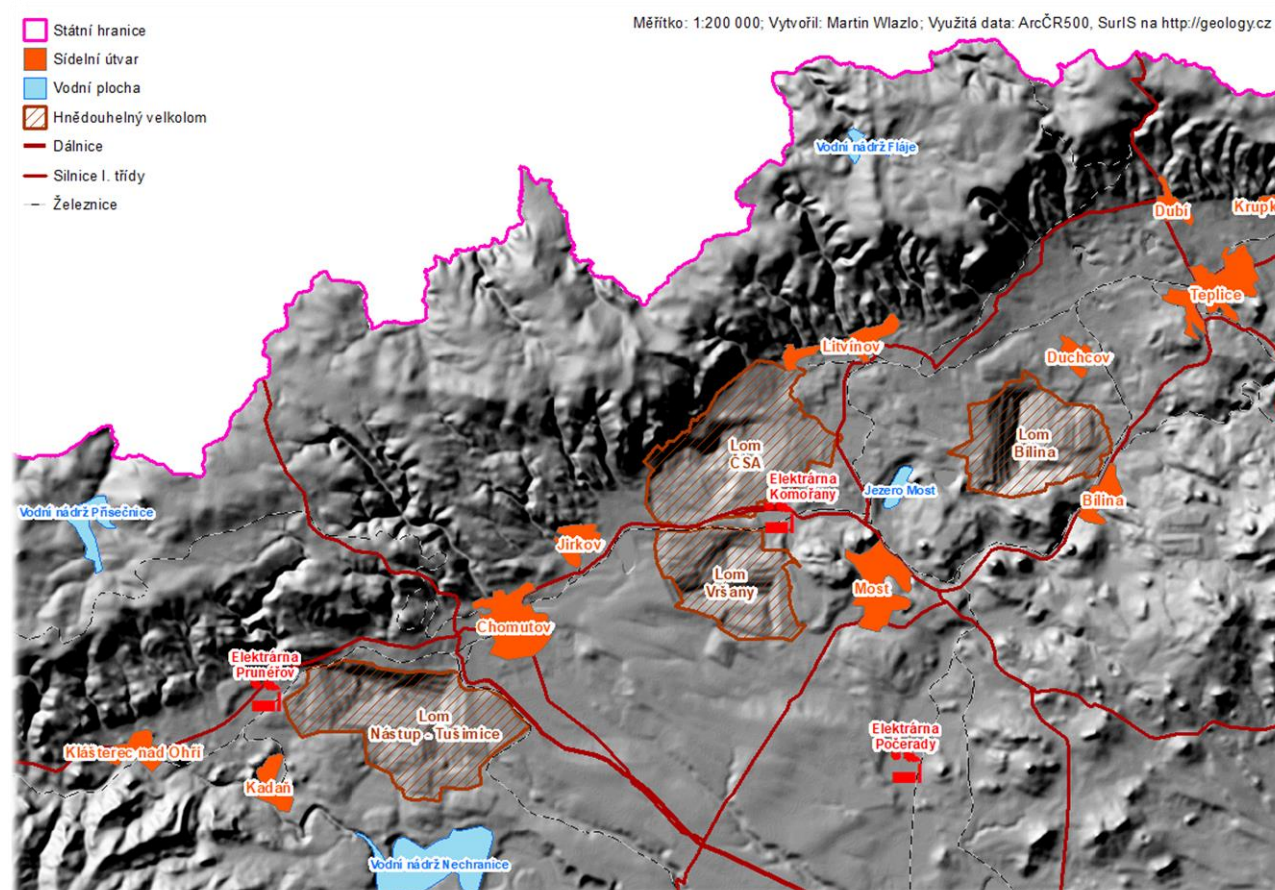 Měřítko: 1:200 000; Vytvořil: Martin Wlazlo; Využitá data: ArcČR500, SurIS na http://geology.cz
Státní hranice
Sídelní útvar
Vodní plocha
Hnědouhelný velkolom
Dálnice
Silnice I. třídy
Železnice
Vodní nádrž Fláje
Dubí
Krupk
Teplice
Litvínov
Duchcov
Lom
ČSA
Lom
Bílina
Elektrárna
Komořany
Jezero Most
Bílina
Vodní nádrž Přísečnice
Jirkov
Lom
Vršany
Most
Chomutov
Elektrárna
Prunéřov
Lom
Nástup - Tušimice
Elektrárna
Počerady
Klášterec nad Ohří
Kadaň
Vodní nádrž Nechranice